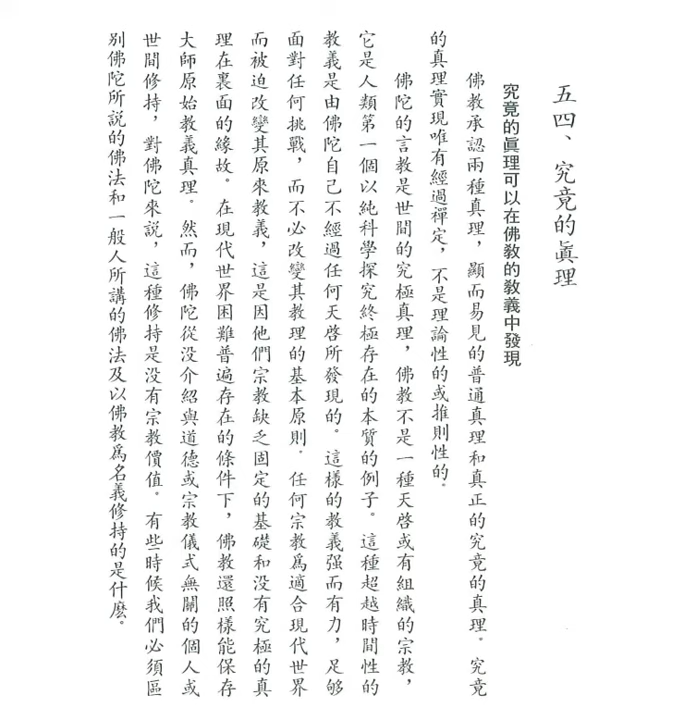 五四、究竟的眞理
究竟的眞理可以在佛敎的敎義中發現
佛教承認兩種真理，顯而易見的普通真理和真正的究竟的真理。究竟
的真理實現唯有經過禪定，不是理論性的或推則性的。
佛陀的言教是世間的究極真理，佛教不是一種天啓或有組織的宗教，
它是人類第一個以純科學探究終極存在的本質的例子。這種超越時間性的
教義是由佛陀自己不經過任何天啓所發現的。這樣的教義强而有力，足够
面對任何挑戰，而不必改變其教理的基本原則。任何宗教爲適合現代世界
而被迫改變其原來教義，這是因他們宗教缺乏固定的基礎和没有究極的真
理在裏面的緣故。在現代世界困難普遍存在的條件下，佛教還照樣能保存
大師原始教義真理。然而，佛陀從没介紹與道德或宗教儀式無關的個人或
世間修持，對佛陀來説，這種修持是没有宗教價值。有些時候我們必須區
別佛陀所説的佛法和一般人所講的佛法及以佛教爲名義修持的是什麽。